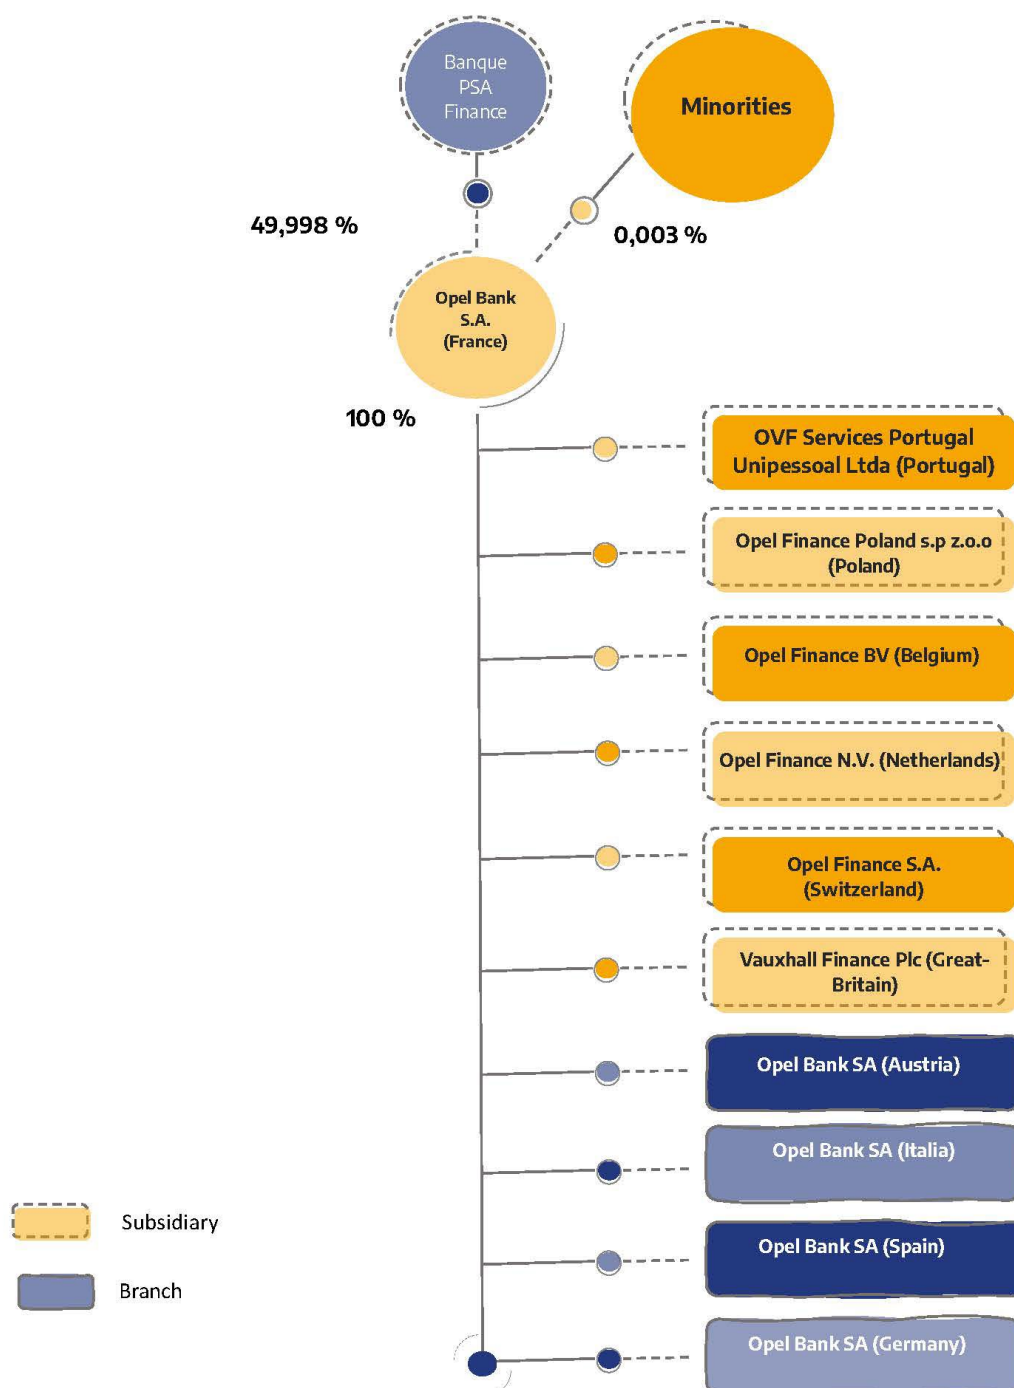 Banque
PSA
Finance
Minorities
49,998 %
0,003 %
Opel Bank
S.A.
(France)
100 %
OVF Services Portugal
Unipessoal Ltda (Portugal)
Opel Finance Poland s.p z.o.o
(Poland)
Opel Finance BV (Belgium)
Opel Finance N.V. (Netherlands)
Opel Finance S.A.
(Switzerland)
Vauxhall Finance Plc (Great-
Britain)
Opel Bank SA (Austria)
Opel Bank SA (Italia)
Opel Bank SA (Spain)
Opel Bank SA (Germany)
Subsidiary
Branch